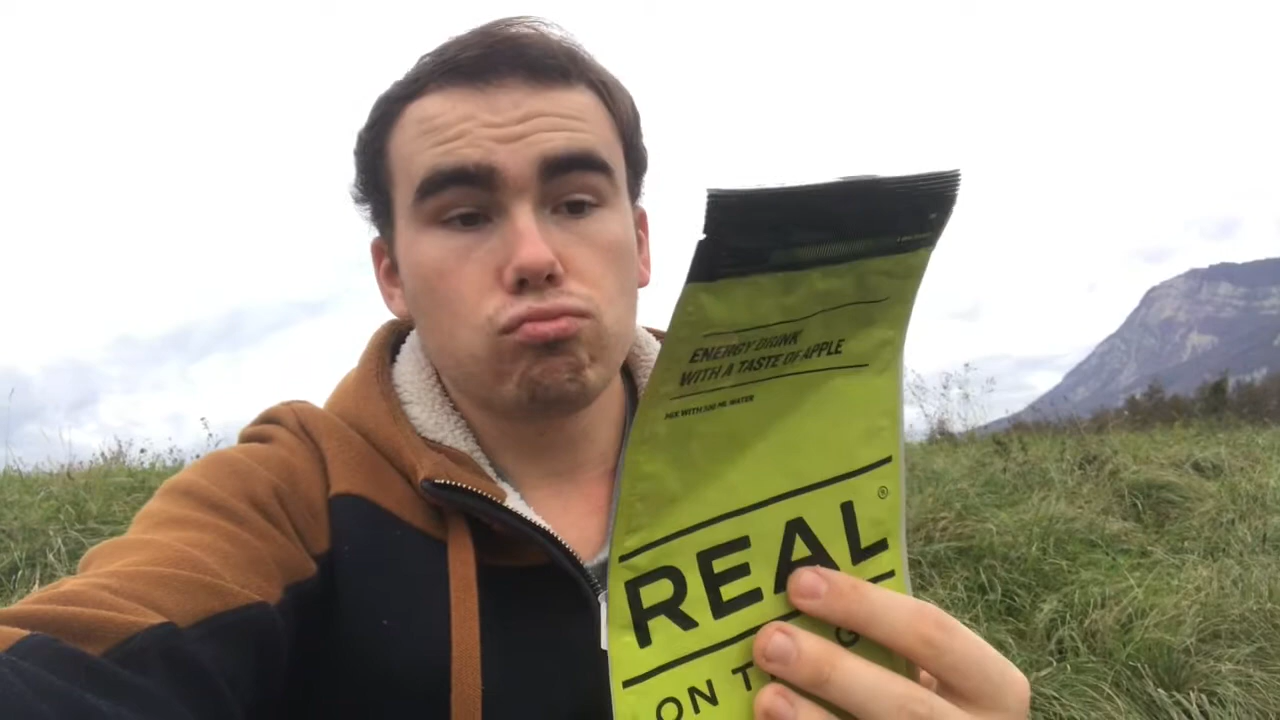 ENERGY DRINK
WITH A TASTE OF APPLE
MIX WITH 500 ML WATER
REAL®
ON